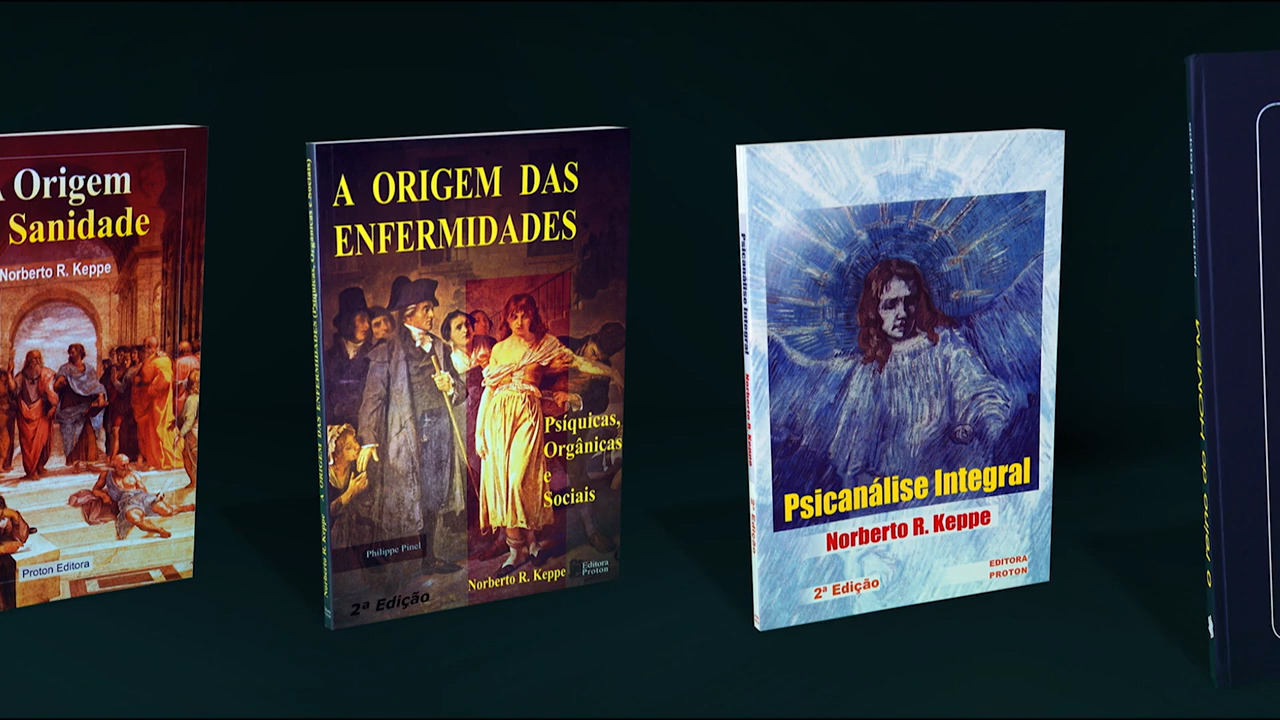 Origem
Sanidade
Norberto R. Keppe
Proton Editora
A ORIGEM DAS ENFERMIDADES (Psíquicas, Orgânicas e Sociais)
Norberto R. Keppe
A ORIGEM DAS
ENFERMIDADES
Psíquicas,
Orgânicas
e
Sociais
Philippe Pinel
Norberto R. Keppe
Editora
Proton
2ª Edição
Psicanálise Integral
Norberto R. Keppe
2ª Edição
Psicanálise Integral
Norberto R. Keppe
EDITORA
PROTON
2ª Edição